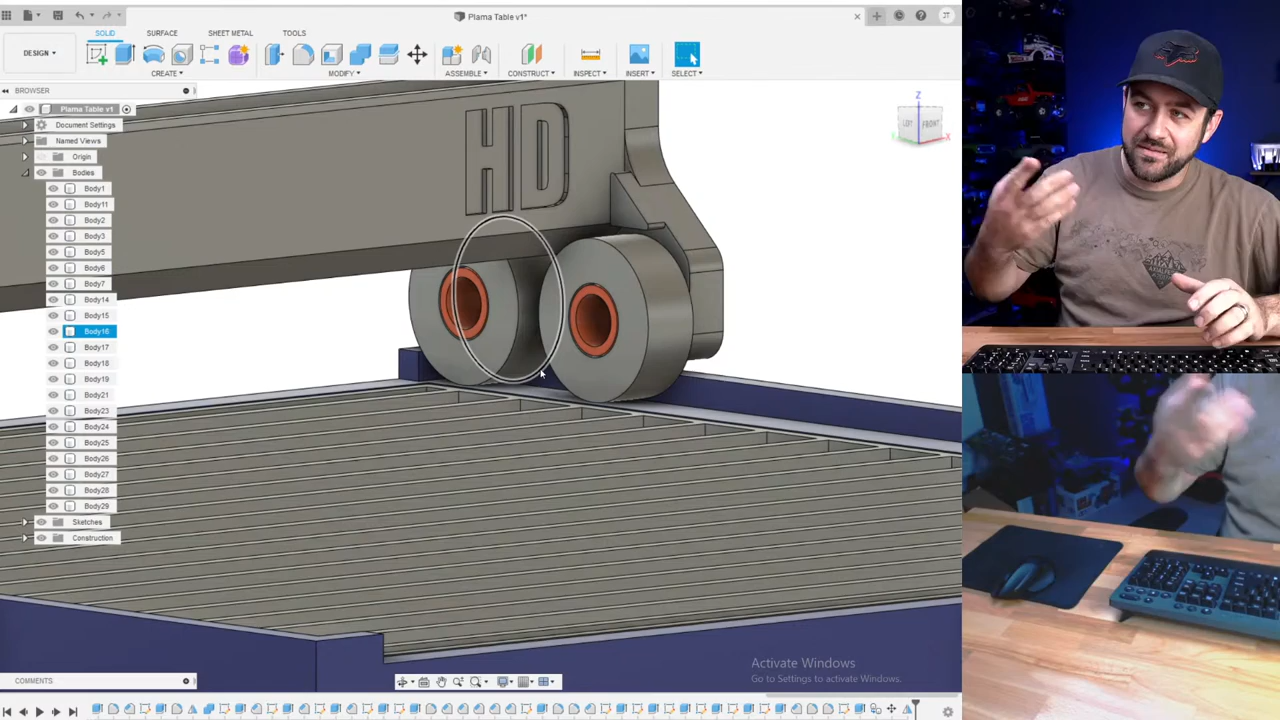 Plama Table v1*
JT
DESIGN
SOLID SURFACE SHEET METAL TOOLS
CREATE MODIFY ASSEMBLE CONSTRUCT INSPECT INSERT SELECT
BROWSER
Plama Table v1
Document Settings
Named Views
Origin
Bodies
Body1
Body11
Body2
Body3
Body5
Body6
Body7
Body14
Body15
Body16
Body17
Body18
Body19
Body21
Body23
Body24
Body25
Body26
Body27
Body28
Body29
Sketches
Construction
HD
Z
LEFT FRONT
X
COMMENTS
Activate Windows
Go to Settings to activate Windows.